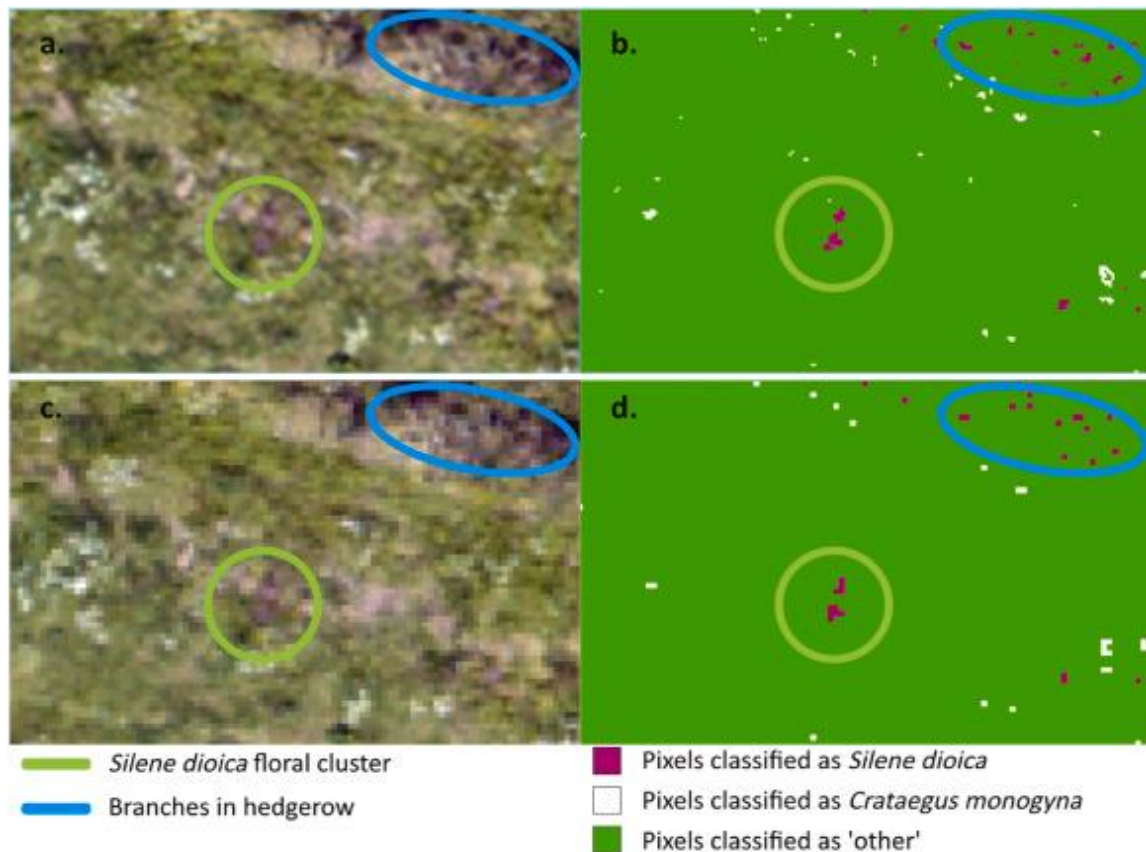 a.
b.
c.
d.
Silene dioica floral cluster
Branches in hedgerow
Pixels classified as Silene dioica
Pixels classified as Crataegus monogyna
Pixels classified as 'other'